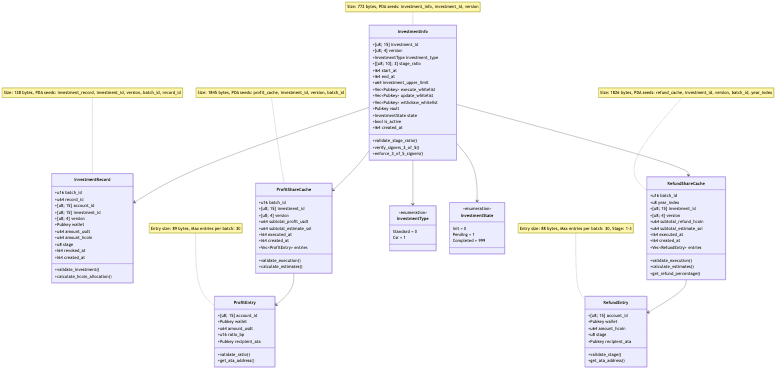 Size: 772 bytes, PDA seeds: investment_info, investment_id, version
InvestmentInfo
+[u8; 15] investment_id
+[u8; 4] version
+InvestmentType investment_type
+[[u8; 10]; 3] stage_ratio
+i64 start_at
+i64 end_at
+u64 investment_upper_limit
+Vec<Pubkey> execute_whitelist
+Vec<Pubkey> update_whitelist
+Vec<Pubkey> withdraw_whitelist
+Pubkey vault
+InvestmentState state
+bool is_active
+i64 created_at
+validate_stage_ratio()
+verify_signers_3_of_5()
+enforce_3_of_5_signers()
Size: 138 bytes, PDA seeds: investment_record, investment_id, version, batch_id, record_id
Size: 1845 bytes, PDA seeds: profit_cache, investment_id, version, batch_id
Size: 1826 bytes, PDA seeds: refund_cache, investment_id, version, batch_id, year_index
InvestmentRecord
+u16 batch_id
+u64 record_id
+[u8; 15] account_id
+[u8; 15] investment_id
+[u8; 4] version
+Pubkey wallet
+u64 amount_usdt
+u64 amount_hcoin
+u8 stage
+i64 revoked_at
+i64 created_at
+validate_investment()
+calculate_hcoin_allocation()
ProfitShareCache
+u16 batch_id
+[u8; 15] investment_id
+[u8; 4] version
+u64 subtotal_profit_usdt
+u64 subtotal_estimate_sol
+i64 executed_at
+i64 created_at
+Vec<ProfitEntry> entries
+validate_execution()
+calculate_estimates()
«enumeration»
InvestmentType
Standard = 0
Csr = 1
«enumeration»
InvestmentState
Init = 0
Pending = 1
Completed = 999
RefundShareCache
+u16 batch_id
+u8 year_index
+[u8; 15] investment_id
+[u8; 4] version
+u64 subtotal_refund_hcoin
+u64 subtotal_estimate_sol
+i64 executed_at
+i64 created_at
+Vec<RefundEntry> entries
+validate_execution()
+calculate_estimates()
+get_refund_percentage()
Entry size: 89 bytes, Max entries per batch: 30
Entry size: 88 bytes, Max entries per batch: 30, Stage: 1-3
ProfitEntry
+[u8; 15] account_id
+Pubkey wallet
+u64 amount_usdt
+u16 ratio_bp
+Pubkey recipient_ata
+validate_ratio()
+get_ata_address()
RefundEntry
+[u8; 15] account_id
+Pubkey wallet
+u64 amount_hcoin
+u8 stage
+Pubkey recipient_ata
+validate_stage()
+get_ata_address()